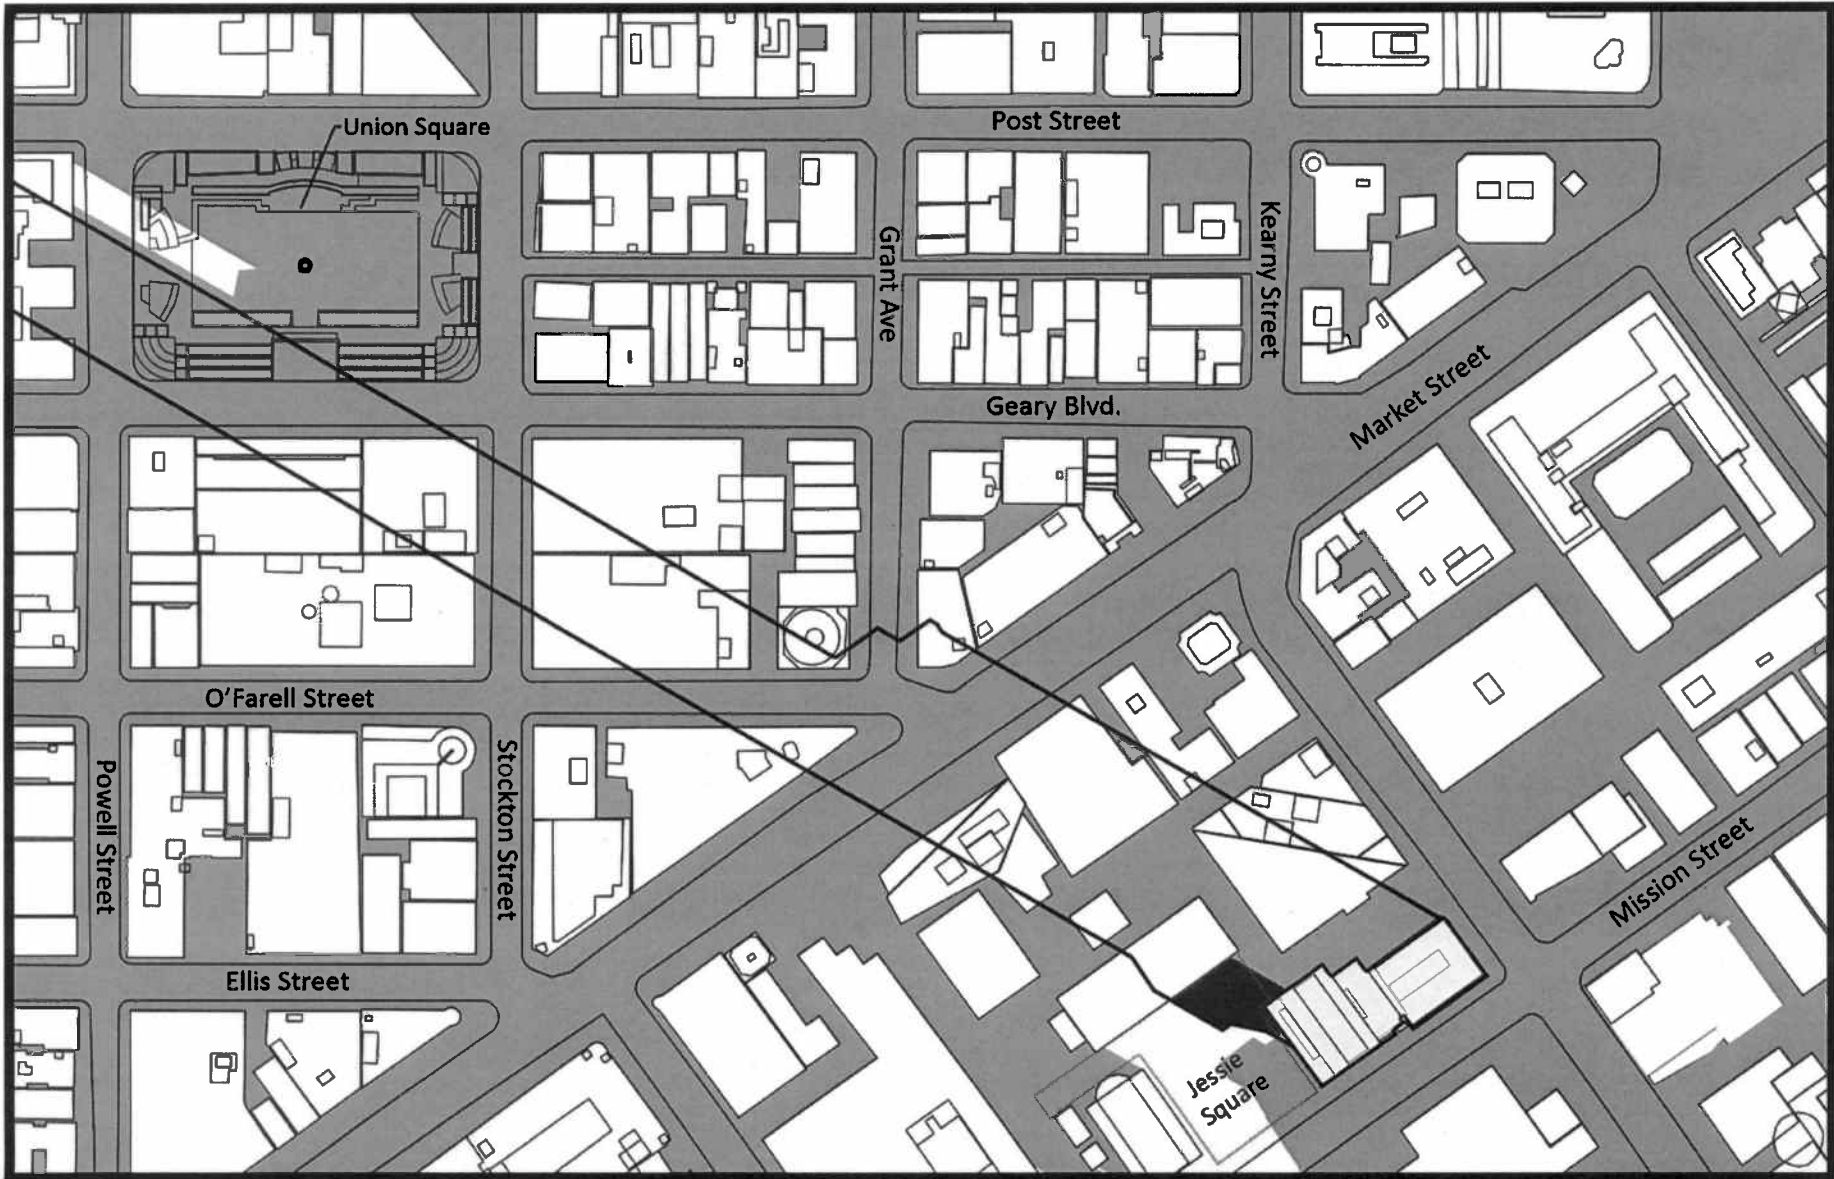 Union Square
Post Street
Grant Ave
Kearny Street
Geary Blvd.
Market Street
O'Farell Street
Powell Street
Stockton Street
Mission Street
Ellis Street
Jessie
Square